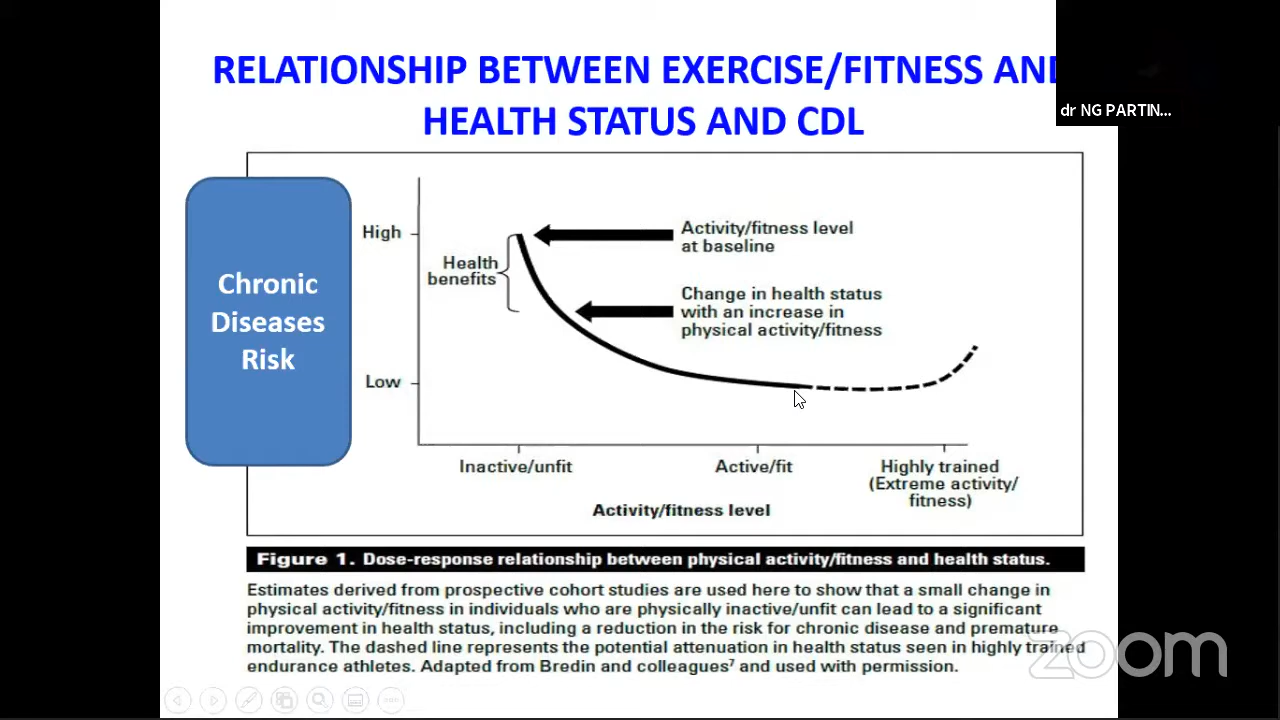 RELATIONSHIP BETWEEN EXERCISE/FITNESS AND
HEALTH STATUS AND CDL
dr NG PARTIN...
Chronic
Diseases
Risk
High
Low
Health
benefits
Activity/fitness level
at baseline
Change in health status
with an increase in
physical activity/fitness
Inactive/unfit
Active/fit
Highly trained
(Extreme activity/
fitness)
Activity/fitness level
Figure 1. Dose-response relationship between physical activity/fitness and health status.
Estimates derived from prospective cohort studies are used here to show that a small change in
physical activity/fitness in individuals who are physically inactive/unfit can lead to a significant
improvement in health status, including a reduction in the risk for chronic disease and premature
mortality. The dashed line represents the potential attenuation in health status seen in highly trained
endurance athletes. Adapted from Bredin and colleagues⁷ and used with permission.
zoom